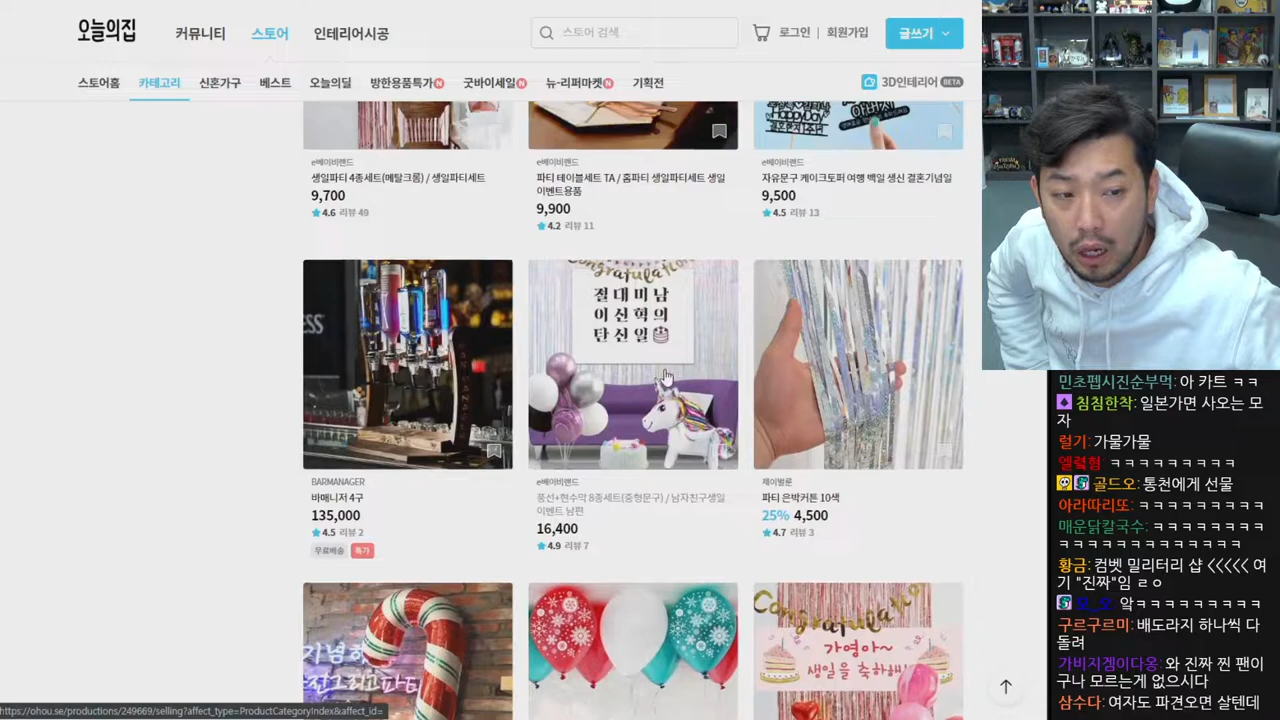 오늘의집
커뮤니티 스토어 인테리어시공
스토어 검색
로그인 | 회원가입
글쓰기
스토어홈 카테고리 신혼가구 베스트 오늘의딜 방한용품특가 N 굿바이세일 N 뉴-리퍼마켓 N 기획전
3D인테리어 BETA
HappyDay
e베이비랜드
생일파티 4종세트(메탈크롬) / 생일파티세트
9,700
4.6 리뷰 49
e베이비랜드
파티 테이블세트 TA / 홈파티 생일파티세트 생일
이벤트용품
9,900
4.2 리뷰 11
e베이비랜드
자유문구 케이크토퍼 여행 백일 생신 결혼기념일
9,500
4.5 리뷰 13
Congratulation
절대미남
이신혁의
탄신일
BARMANAGER
바매니저 4구
135,000
4.5 리뷰 2
무료배송 특가
e베이비랜드
풍선+현수막 8종세트(중형문구) / 남자친구생일
이벤트 남편
16,400
4.9 리뷰 7
제이벌룬
파티 은박커튼 10색
25% 4,500
4.7 리뷰 3
Congratulation
가영아~
생일을 축하해
https://ohou.se/productions/249669/selling?affect_type=ProductCategoryIndex&affect_id=
민초펩시진순부먹: 아 카트 ㅋㅋ
침침한작: 일본가면 사오는 모
자
럴기: 가물가물
엘렠형: ㅋㅋㅋㅋㅋㅋㅋㅋㅋ
골드오: 통천에게 선물
아라따리또: ㅋㅋㅋㅋㅋㅋㅋㅋㅋ
매운닭칼국수: ㅋㅋㅋㅋㅋㅋㅋㅋ
ㅋㅋㅋㅋㅋㅋㅋㅋㅋㅋㅋㅋㅋ
황금: 컴벳 밀리터리 샵 <<<<< 여
기 "진짜"임 ㄹㅇ
모_오: 앜ㅋㅋㅋㅋㅋㅋㅋㅋㅋ
구르구르미: 배도라지 하나씩 다
돌려
가비지겜이다옹: 와 진짜 찐 팬이
구나 모르는게 없으시다
삼수다: 여자도 파견오면 살텐데